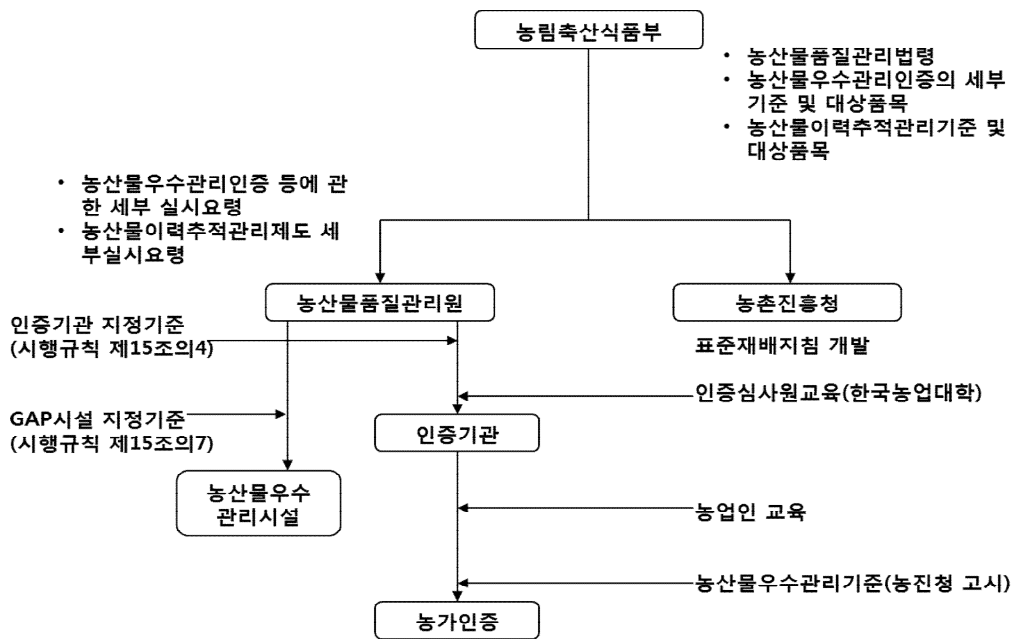 농림축산식품부
• 농산물품질관리법령
• 농산물우수관리인증의 세부
기준 및 대상품목
• 농산물이력추적관리기준 및
대상품목
• 농산물우수관리인증 등에 관
한 세부 실시요령
• 농산물이력추적관리제도 세
부실시요령
농산물품질관리원
농촌진흥청
인증기관 지정기준
(시행규칙 제15조의4)
표준재배지침 개발
인증심사원교육(한국농업대학)
GAP시설 지정기준
(시행규칙 제15조의7)
인증기관
농산물우수
관리시설
농업인 교육
농산물우수관리기준(농진청 고시)
농가인증